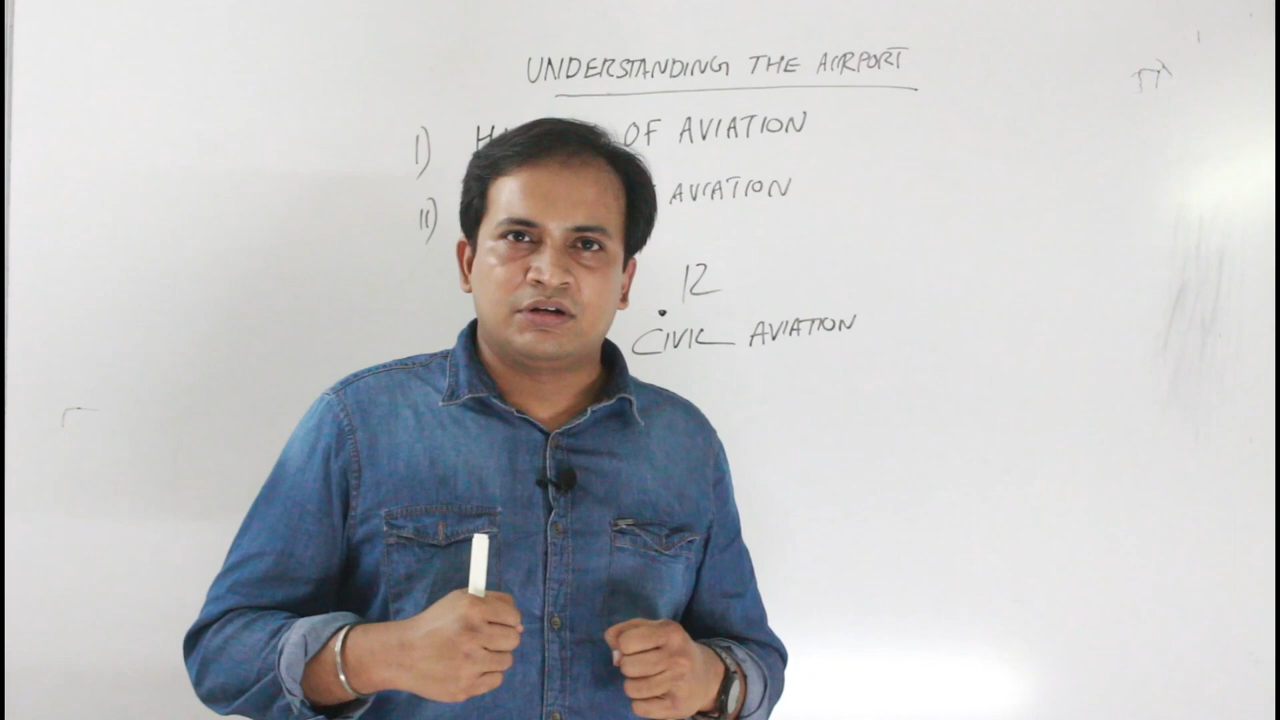 UNDERSTANDING THE AIRPORT
I) OF AVIATION
II) AVIATION
12
CIVIL AVIATION